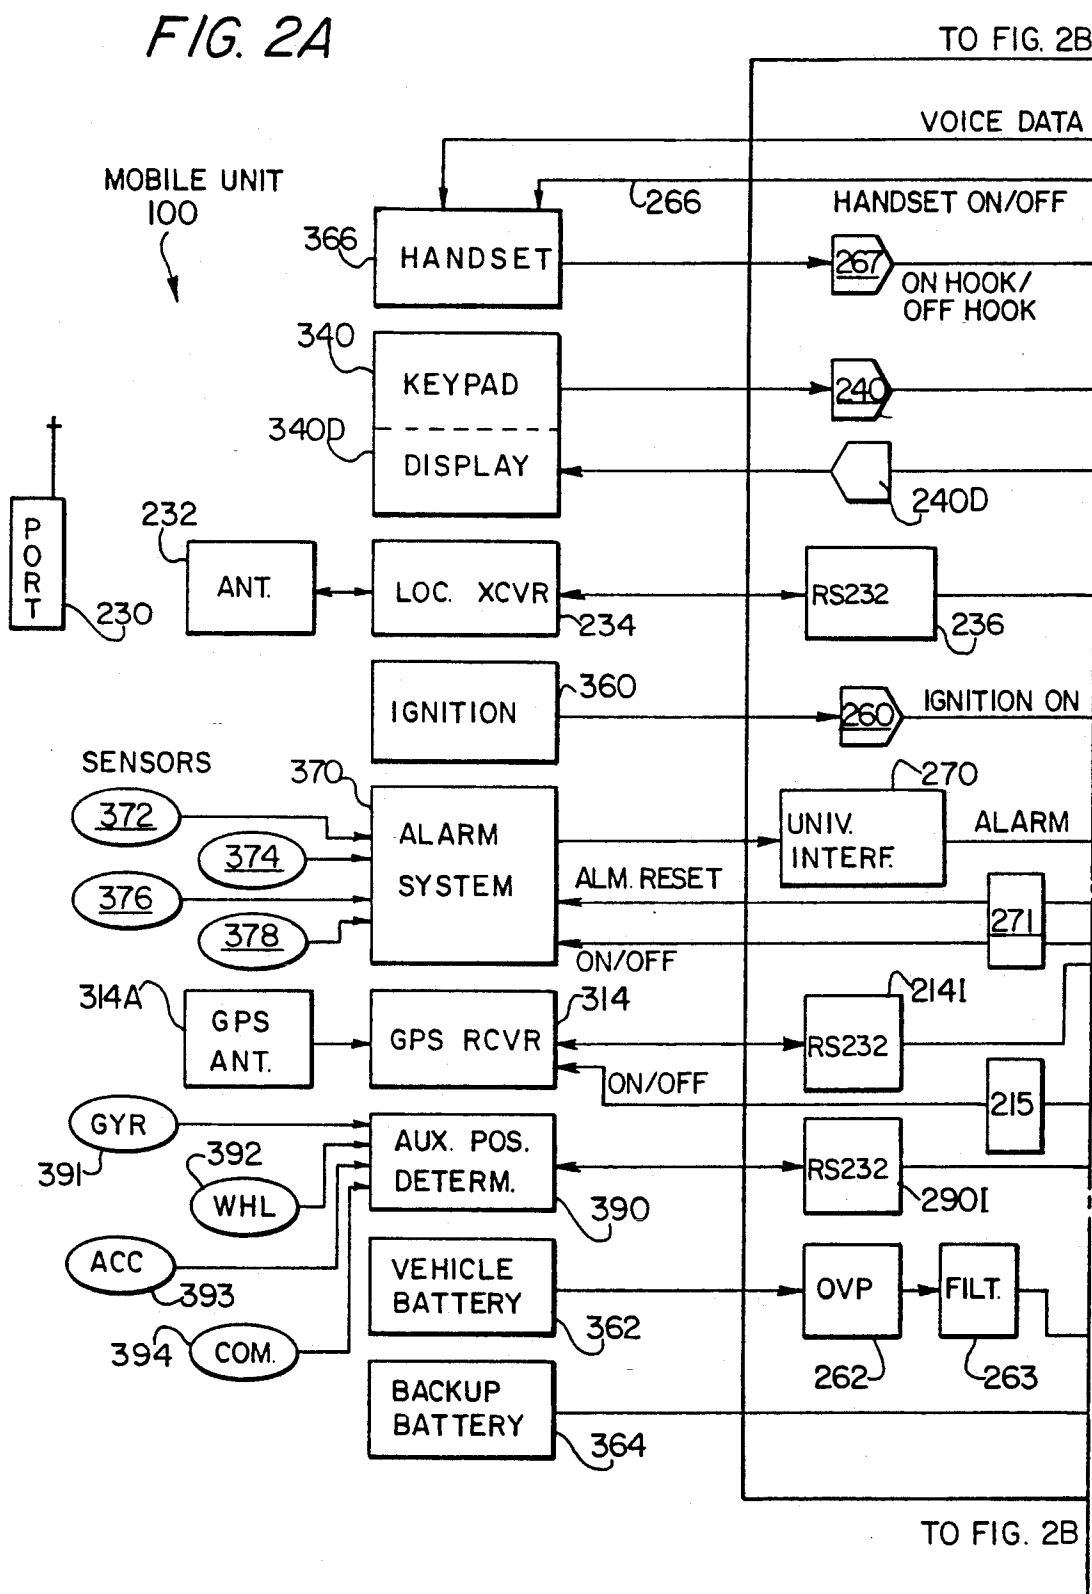 FIG. 2A
TO FIG. 2B
VOICE DATA
MOBILE UNIT
100
266
HANDSET ON/OFF
366
HANDSET
267
ON HOOK/
OFF HOOK
340
KEYPAD
240
340D
DISPLAY
240D
PORT
230
232
ANT.
LOC. XCVR
234
RS232
236
IGNITION
360
260
IGNITION ON
SENSORS
372
374
376
378
370
ALARM
SYSTEM
270
UNIV.
INTERF.
ALARM
ALM. RESET
271
ON/OFF
314A
GPS
ANT.
314
GPS RCVR
214I
RS232
ON/OFF
215
GYR
391
392
WHL
AUX. POS.
DETERM.
390
RS232
290I
ACC
393
394
COM.
VEHICLE
BATTERY
362
OVP
262
FILT.
263
BACKUP
BATTERY
364
TO FIG. 2B